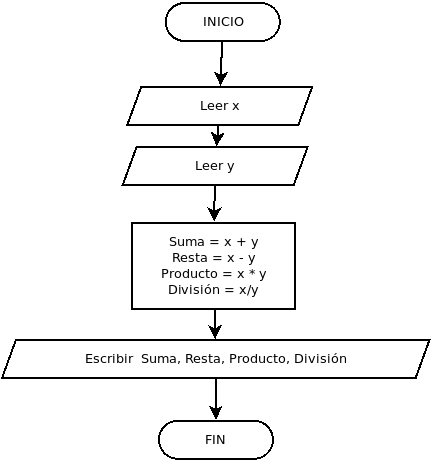 INICIO
Leer x
Leer y
Suma = x + y
Resta = x - y
Producto = x * y
División = x/y
Escribir  Suma, Resta, Producto, División
FIN